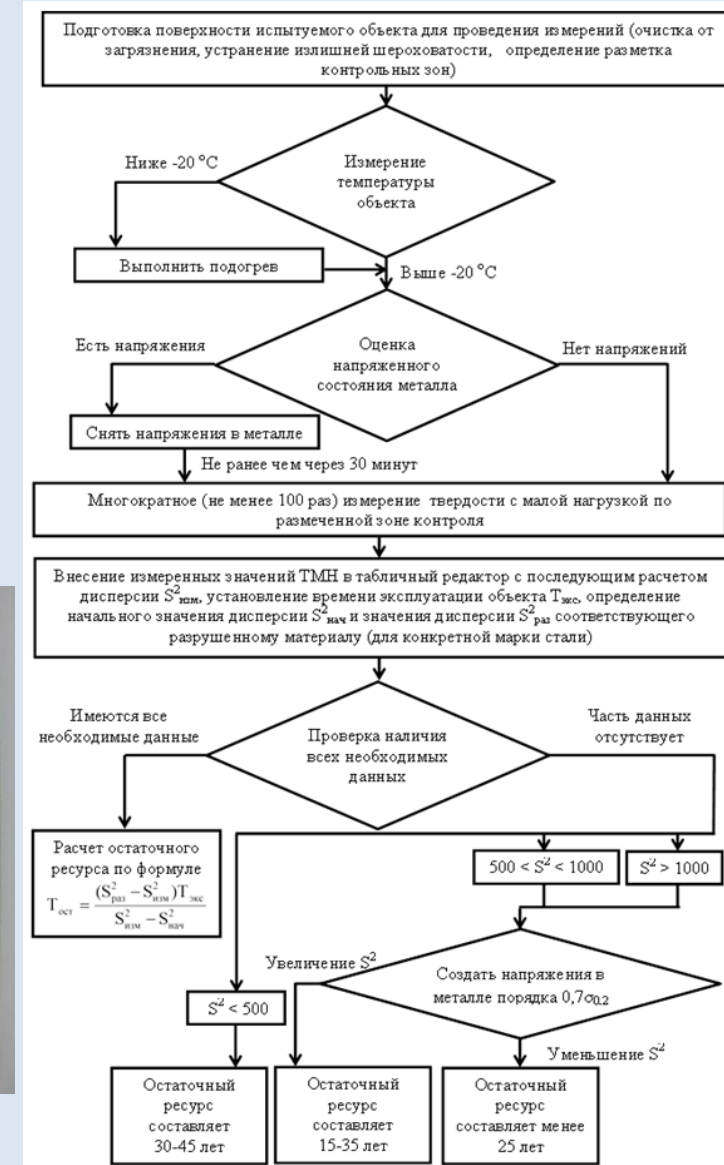 Подготовка поверхности испытуемого объекта для проведения измерений (очистка от
загрязнения, устранение излишней шероховатости, определение разметка
контрольных зон)
Измерение
температуры
объекта
Ниже -20 °C
Выполнить подогрев
Выше -20 °C
Оценка
напряженного
состояния металла
Есть напряжения
Нет напряжений
Снять напряжения в металле
Не ранее чем через 30 минут
Многократное (не менее 100 раз) измерение твердости с малой нагрузкой по
размеченной зоне контроля
Внесение измеренных значений ТМН в табличный редактор с последующим расчетом
дисперсии S²изм, установление времени эксплуатации объекта Tэкс, определение
начального значения дисперсии S²нач и значения дисперсии S²раз соответствующего
разрушенному материалу (для конкретной марки стали)
Имеются все
необходимые данные
Проверка наличия
всех необходимых
данных
Часть данных
отсутствует
Расчет остаточного
ресурса по формуле
Tост = (S²раз − S²изм)Tэкс / S²изм − S²нач
500 < S² < 1000
S² > 1000
Увеличение S²
Создать напряжения в
металле порядка 0,7σ0.2
S² < 500
Уменьшение S²
Остаточный
ресурс
составляет
30-45 лет
Остаточный
ресурс
составляет
15-35 лет
Остаточный
ресурс
составляет менее
25 лет